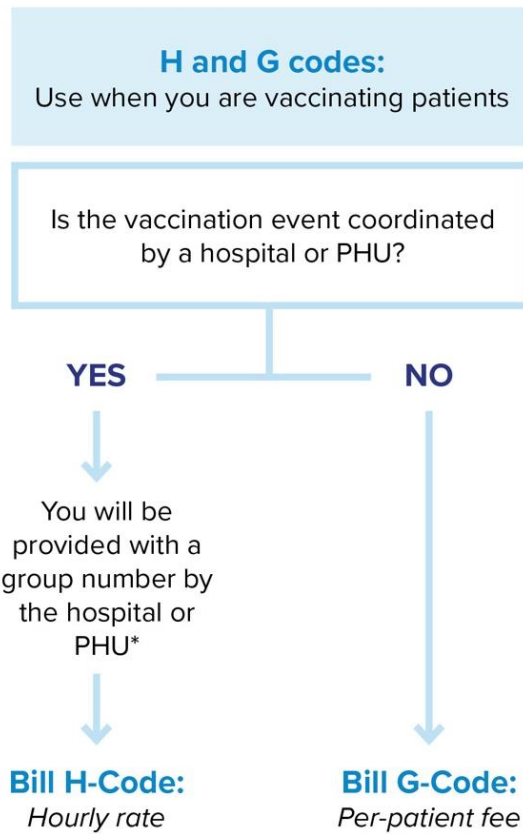 H and G codes:
Use when you are vaccinating patients
Is the vaccination event coordinated
by a hospital or PHU?
YES
NO
You will be
provided with a
group number by
the hospital or
PHU*
Bill H-Code:
Hourly rate
Bill G-Code:
Per-patient fee